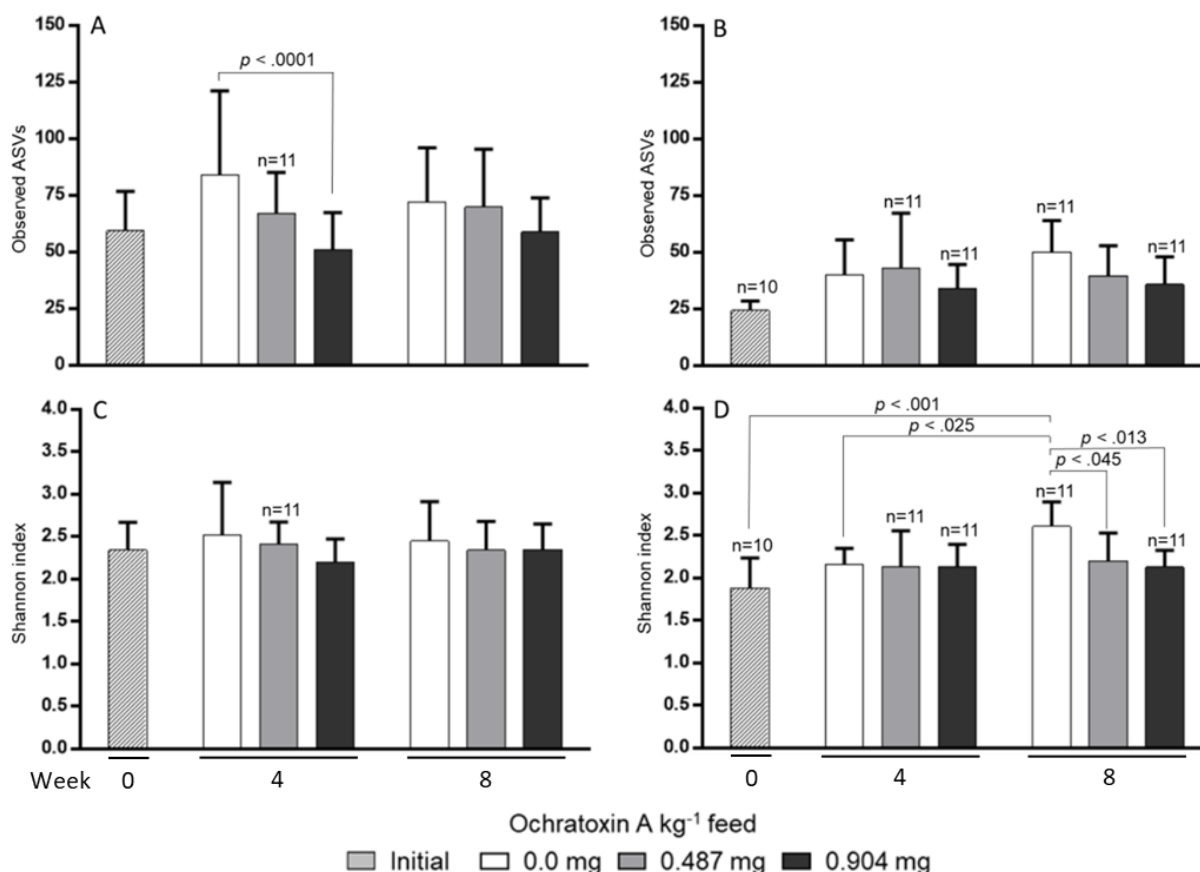 A
150
125
100
75
50
25
0
Observed ASVs
p < .0001
n=11
B
150
125
100
75
50
25
0
Observed ASVs
n=10
n=11
n=11
n=11
n=11
C
4.0
3.5
3.0
2.5
2.0
1.5
1.0
0.5
0.0
Shannon index
n=11
D
4.0
3.5
3.0
2.5
2.0
1.5
1.0
0.5
0.0
Shannon index
p < .001
p < .025
p < .013
p < .045
n=10
n=11
n=11
n=11
n=11
Week 0 4 8
0 4 8
Ochratoxin A kg⁻¹ feed
Initial 0.0 mg 0.487 mg 0.904 mg